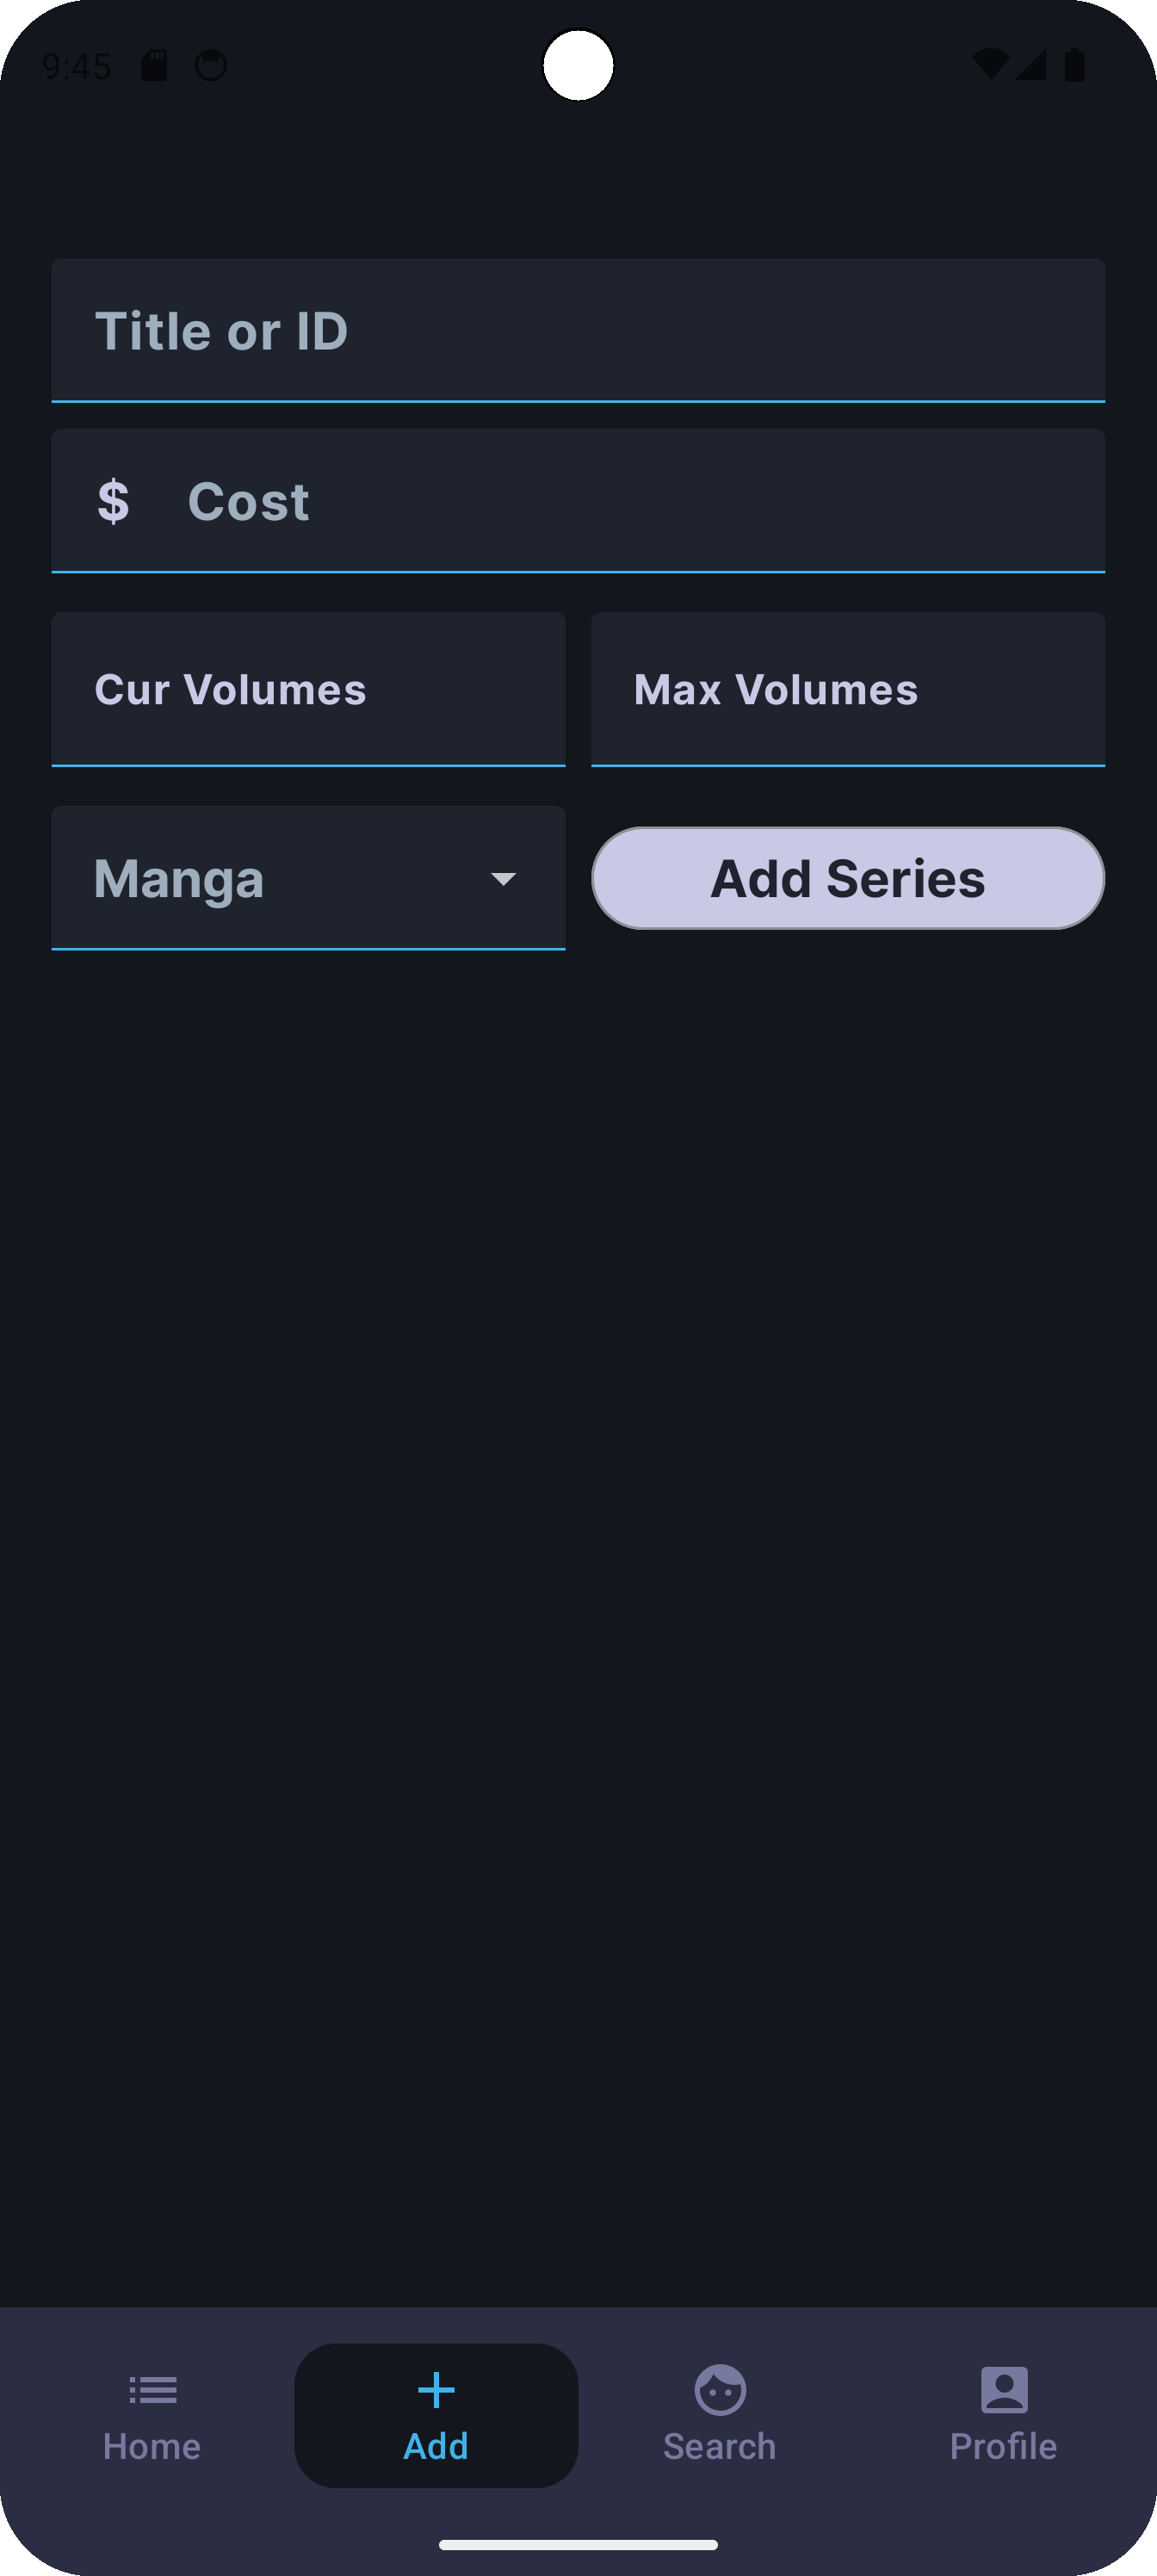 9:45
Title or ID
$ Cost
Cur Volumes
Max Volumes
Manga
Add Series
Home
Add
Search
Profile